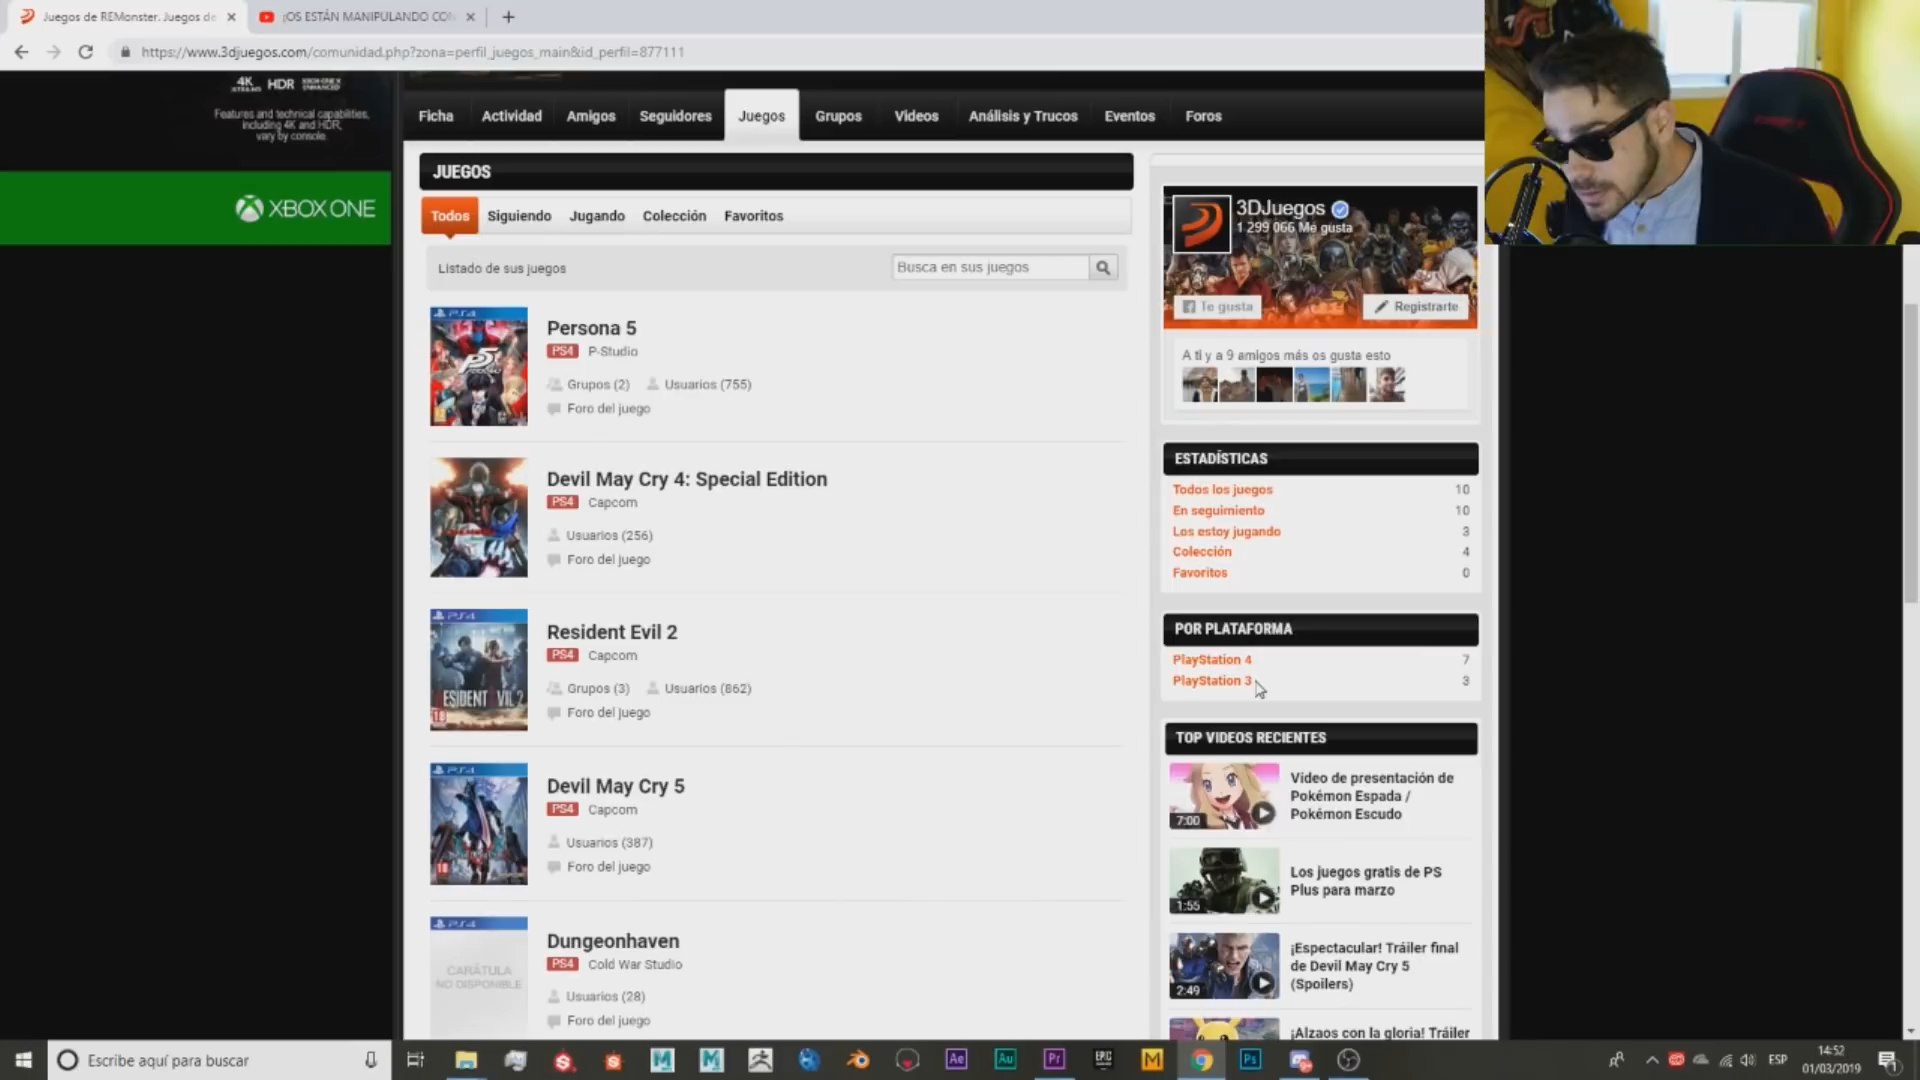 Juegos de REMonster. Juegos de
¡OS ESTÁN MANIPULANDO CON
https://www.3djuegos.com/comunidad.php?zona=perfil_juegos_main&id_perfil=877111
4K HDR
Features and technical capabilities,
including 4K and HDR,
vary by console.
XBOX ONE
Ficha Actividad Amigos Seguidores Juegos Grupos Videos Análisis y Trucos Eventos Foros
JUEGOS
Todos Siguiendo Jugando Colección Favoritos
Listado de sus juegos
Busca en sus juegos
Persona 5
PS4 P-Studio
Grupos (2) Usuarios (755)
Foro del juego
Devil May Cry 4: Special Edition
PS4 Capcom
Usuarios (256)
Foro del juego
Resident Evil 2
PS4 Capcom
Grupos (3) Usuarios (862)
Foro del juego
Devil May Cry 5
PS4 Capcom
Usuarios (387)
Foro del juego
CARÁTULA
NO DISPONIBLE
Dungeonhaven
PS4 Cold War Studio
Usuarios (28)
Foro del juego
3DJuegos
1 299 066 Me gusta
Te gusta
Registrarte
A ti y a 9 amigos más os gusta esto
ESTADÍSTICAS
Todos los juegos 10
En seguimiento 10
Los estoy jugando 3
Colección 4
Favoritos 0
POR PLATAFORMA
PlayStation 4 7
PlayStation 3 3
TOP VIDEOS RECIENTES
7:00
Vídeo de presentación de
Pokémon Espada /
Pokémon Escudo
1:55
Los juegos gratis de PS
Plus para marzo
2:49
¡Espectacular! Tráiler final
de Devil May Cry 5
(Spoilers)
¡Alzaos con la gloria! Tráiler
Escribe aquí para buscar
Ae Au Pr EPIC M Ps
ESP
14:52
01/03/2019